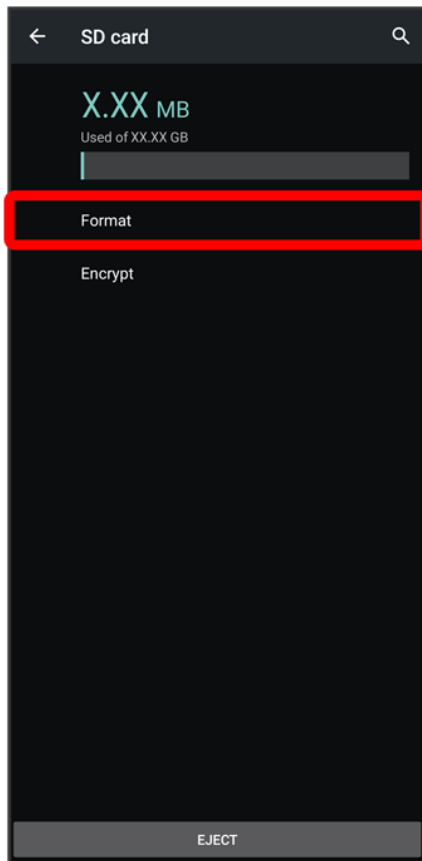 SD card
X.XX MB
Used of XX.XX GB
Format
Encrypt
EJECT